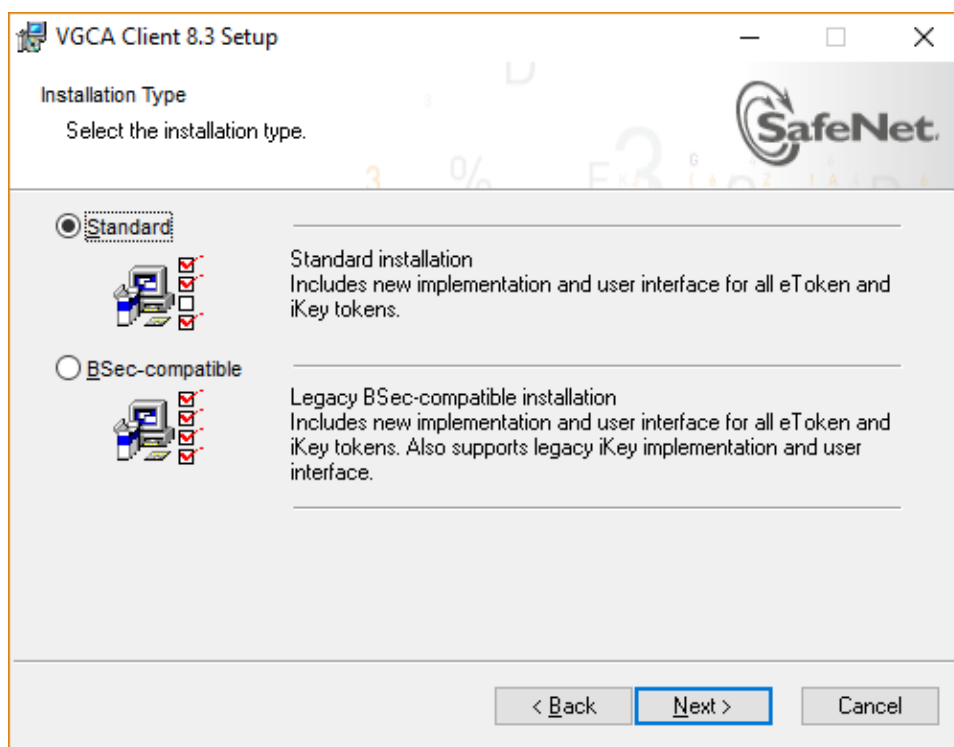 VGCA Client 8.3 Setup
Installation Type
Select the installation type.
SafeNet.
Standard
Standard installation
Includes new implementation and user interface for all eToken and
iKey tokens.
BSec-compatible
Legacy BSec-compatible installation
Includes new implementation and user interface for all eToken and
iKey tokens. Also supports legacy iKey implementation and user
interface.
< Back
Next >
Cancel